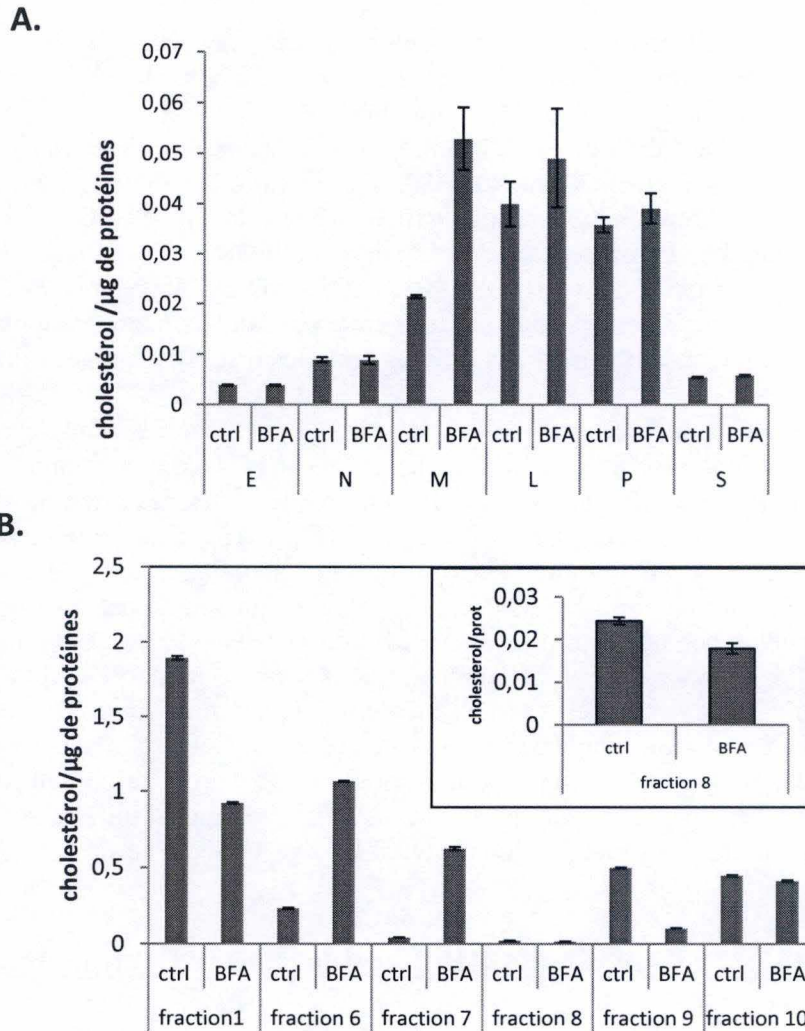 A.
cholestérol /µg de protéines
0,07
0,06
0,05
0,04
0,03
0,02
0,01
0
ctrl BFA ctrl BFA ctrl BFA ctrl BFA ctrl BFA ctrl BFA
E N M L P S
B.
cholestérol/µg de protéines
2,5
2
1,5
1
0,5
0
cholesterol/prot
0,03
0,02
0,01
0
ctrl BFA
fraction 8
ctrl BFA ctrl BFA ctrl BFA ctrl BFA ctrl BFA ctrl BFA
fraction1 fraction 6 fraction 7 fraction 8 fraction 9 fraction 10